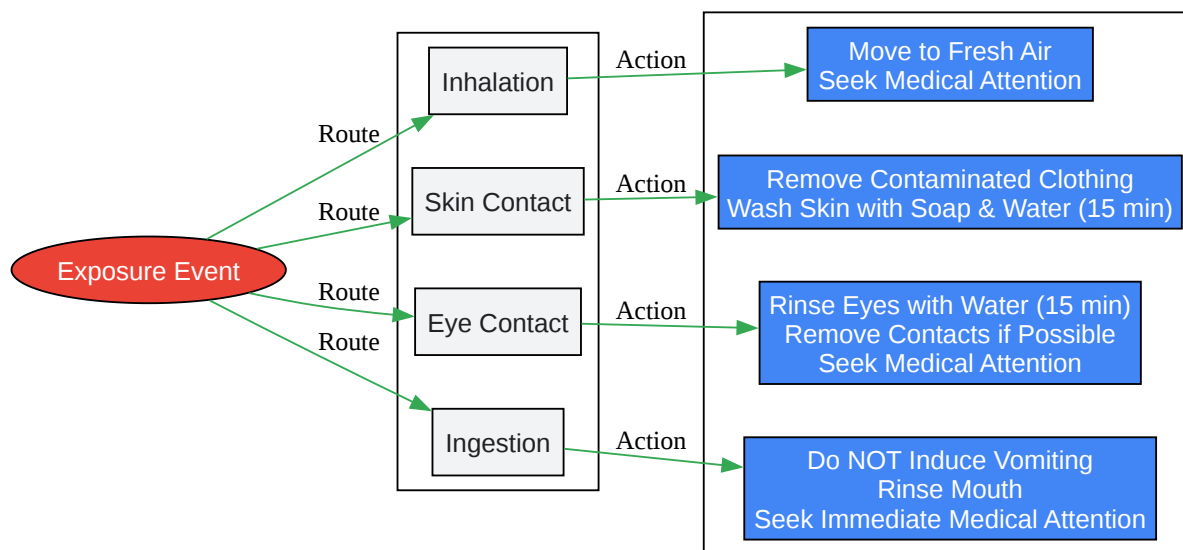 Exposure Event
Route
Route
Route
Route
Inhalation
Skin Contact
Eye Contact
Ingestion
Action
Action
Action
Action
Move to Fresh Air
Seek Medical Attention
Remove Contaminated Clothing
Wash Skin with Soap & Water (15 min)
Rinse Eyes with Water (15 min)
Remove Contacts if Possible
Seek Medical Attention
Do NOT Induce Vomiting
Rinse Mouth
Seek Immediate Medical Attention